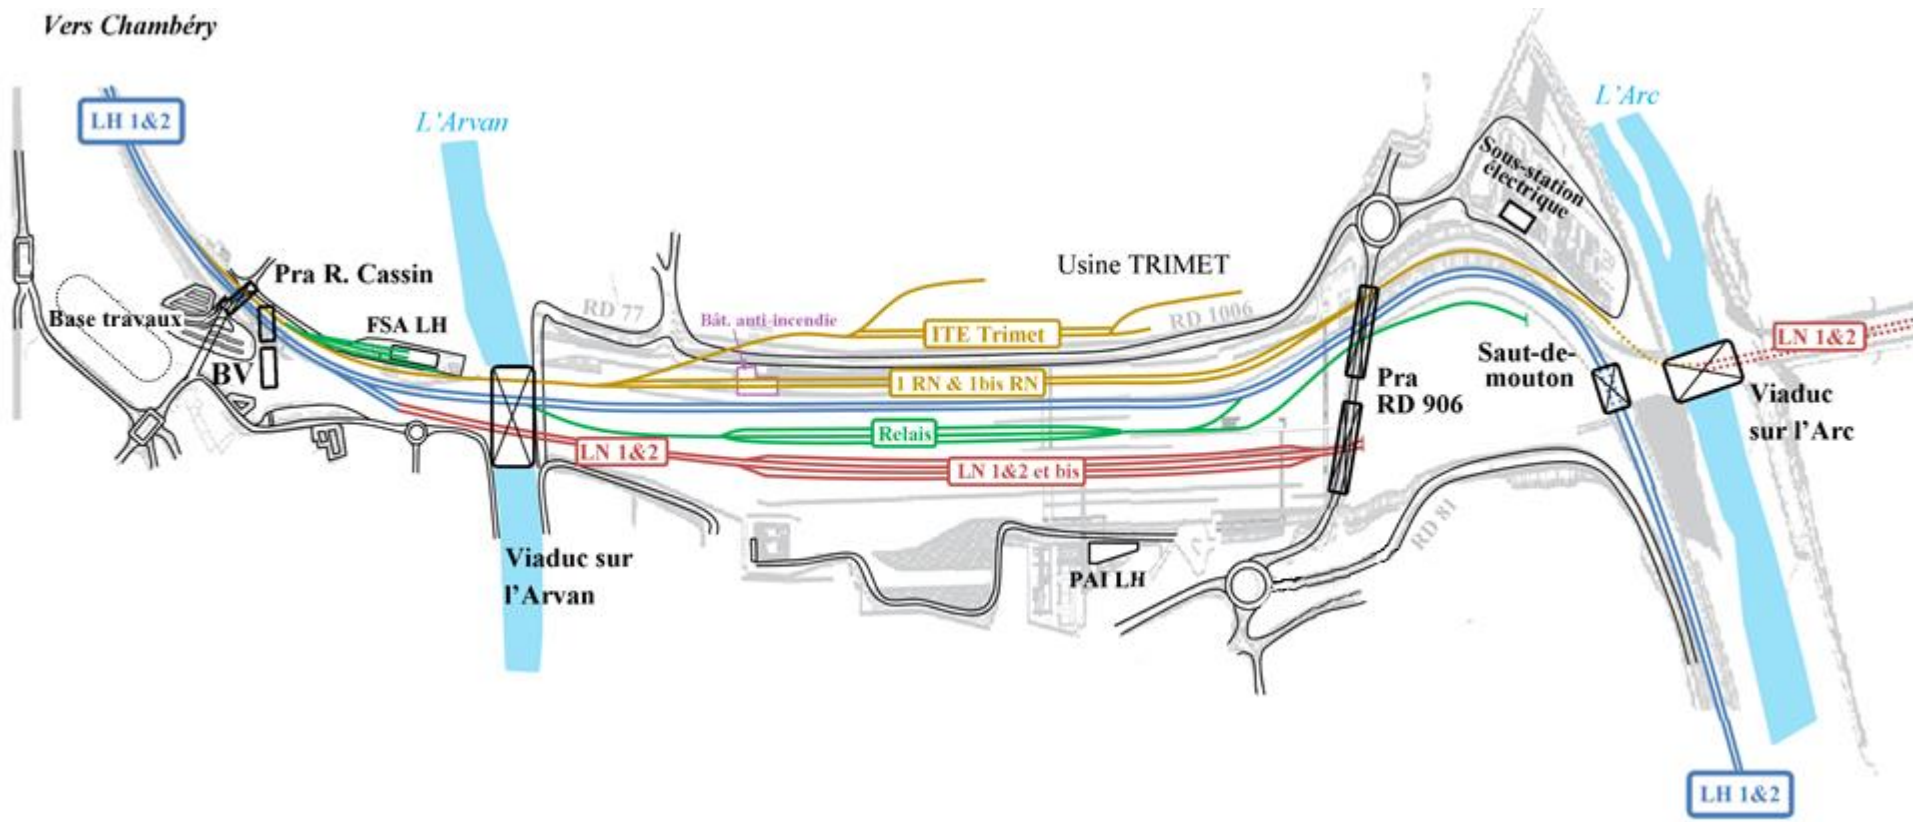 Vers Chambéry
LH 1&2
L'Arvan
L'Arc
Sous-station
électrique
Pra R. Cassin
Usine TRIMET
Base travaux
FSA LH
RD 77
Bât. anti-incendie
ITE Trimet
RD 1006
LN 1&2
BV
1 RN & 1bis RN
Pra
RD 906
Saut-de-
mouton
Viaduc
sur l'Arc
Relais
LN 1&2
LN 1&2 et bis
RD 81
Viaduc sur
l'Arvan
PAI LH
LH 1&2